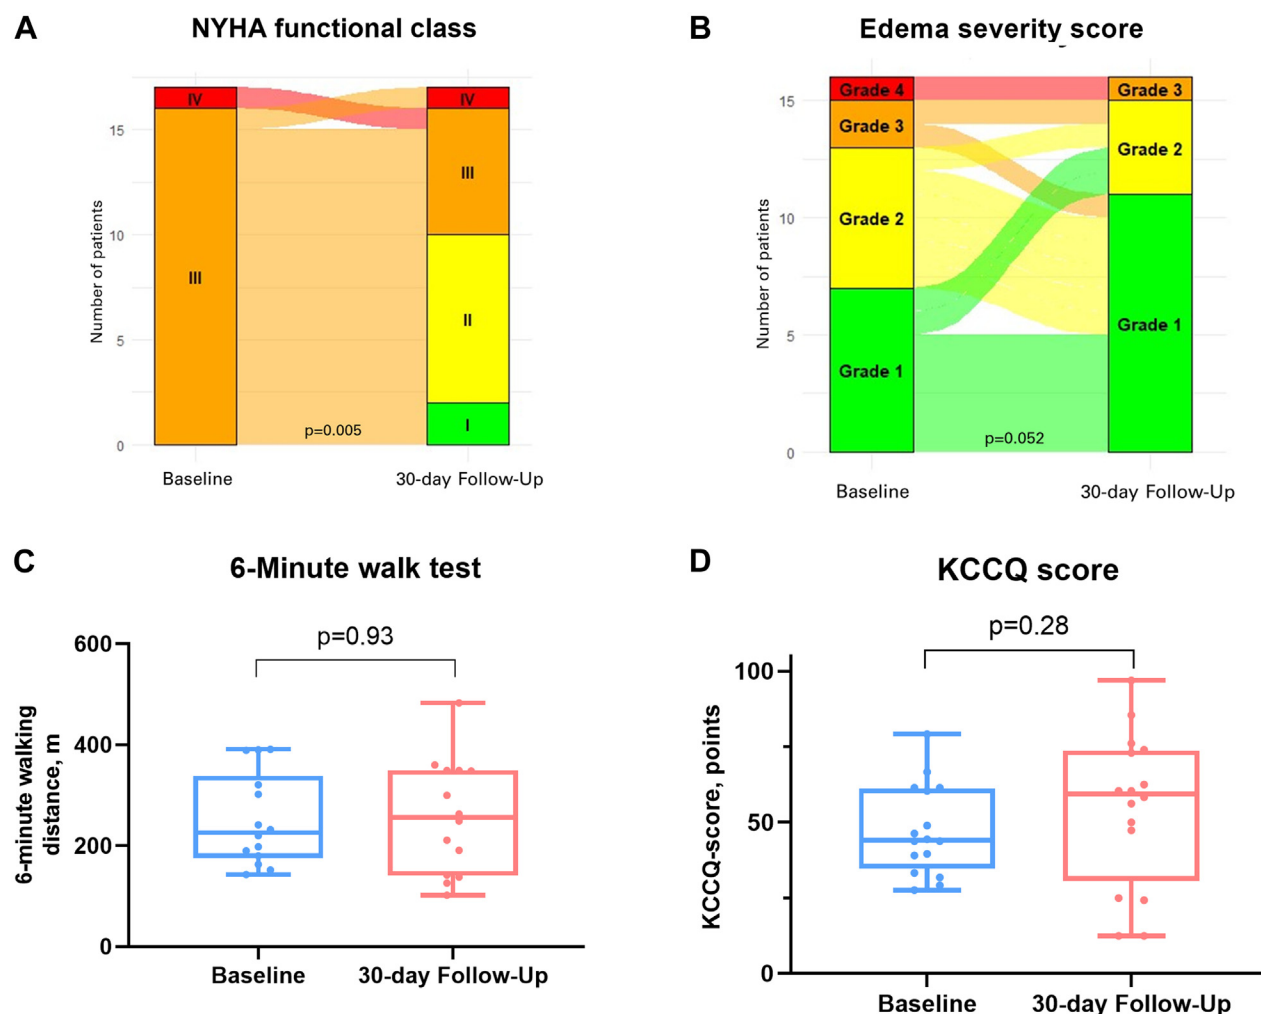 A
NYHA functional class
Number of patients
15
10
5
0
IV
III
IV
III
II
I
p=0.005
Baseline
30-day Follow-Up
B
Edema severity score
Number of patients
15
10
5
0
Grade 4
Grade 3
Grade 2
Grade 1
Grade 3
Grade 2
Grade 1
p=0.052
Baseline
30-day Follow-Up
C
6-Minute walk test
p=0.93
6-minute walking
distance, m
600
400
200
0
Baseline
30-day Follow-Up
D
KCCQ score
p=0.28
KCCQ-score, points
100
50
0
Baseline
30-day Follow-Up